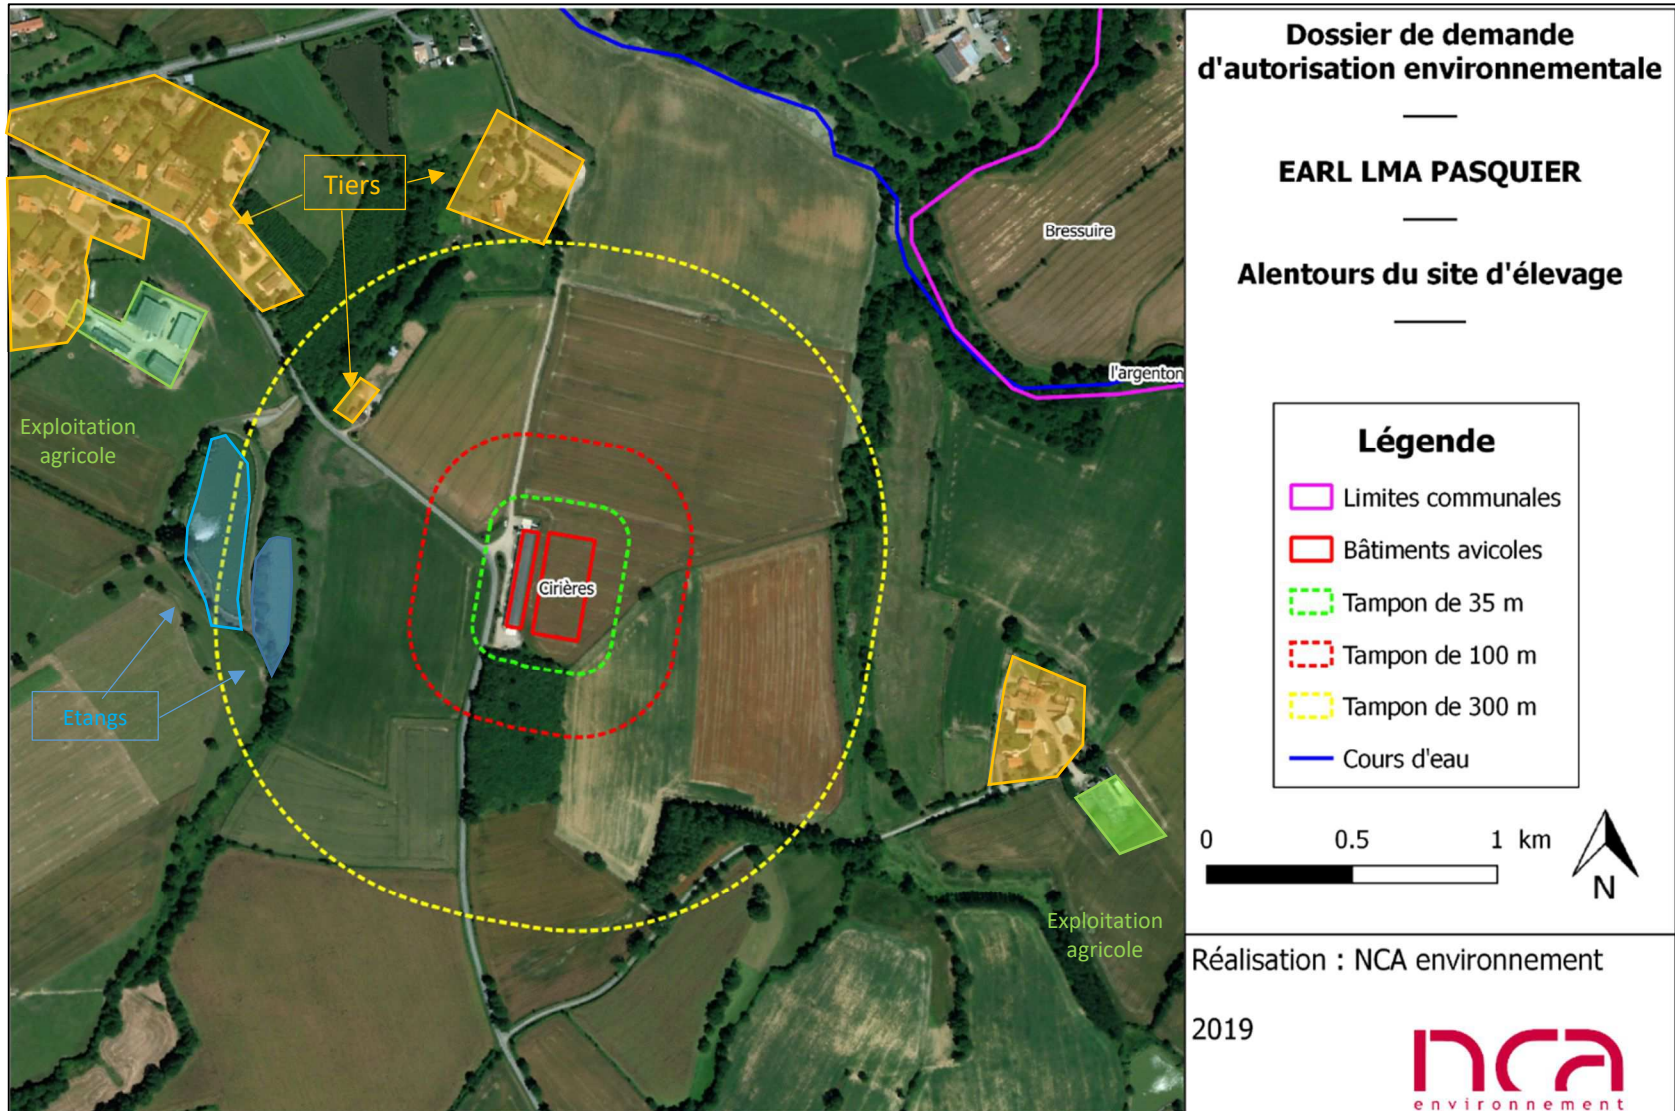 Tiers
Bressuire
l'argenton
Exploitation
agricole
Cirières
Etangs
Exploitation
agricole
Dossier de demande
d'autorisation environnementale
EARL LMA PASQUIER
Alentours du site d'élevage
Légende
Limites communales
Bâtiments avicoles
Tampon de 35 m
Tampon de 100 m
Tampon de 300 m
Cours d'eau
0 0.5 1 km
N
Réalisation : NCA environnement
2019
nca
environnement